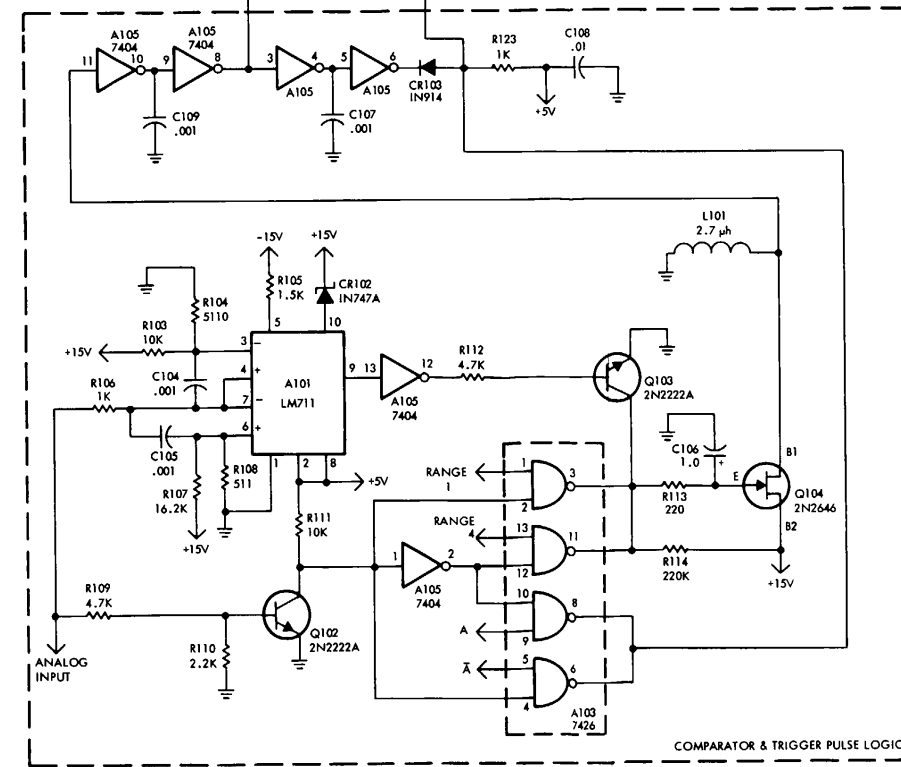 A105
7404
11
10
A105
7404
9
8
3
4
A105
5
6
A105
CR103
IN914
R123
1K
C108
.01
+5V
C109
.001
C107
.001
L101
2.7 μh
-15V
+15V
R105
1.5K
CR102
IN747A
R104
5110
R103
10K
+15V
5
10
3
−
4
+
7
−
6
+
A101
LM711
9
13
12
A105
7404
R112
4.7K
Q103
2N2222A
R106
1K
C104
.001
C105
.001
R107
16.2K
+15V
R108
511
1
2
8
+5V
R111
10K
C106
1.0
+
B1
E
Q104
2N2646
B2
R113
220
R114
220K
+15V
RANGE
1
1
3
2
RANGE
4
13
11
12
1
2
A105
7404
10
8
A
9
Ā
5
6
4
A103
7426
R109
4.7K
Q102
2N2222A
R110
2.2K
ANALOG
INPUT
COMPARATOR & TRIGGER PULSE LOGIC